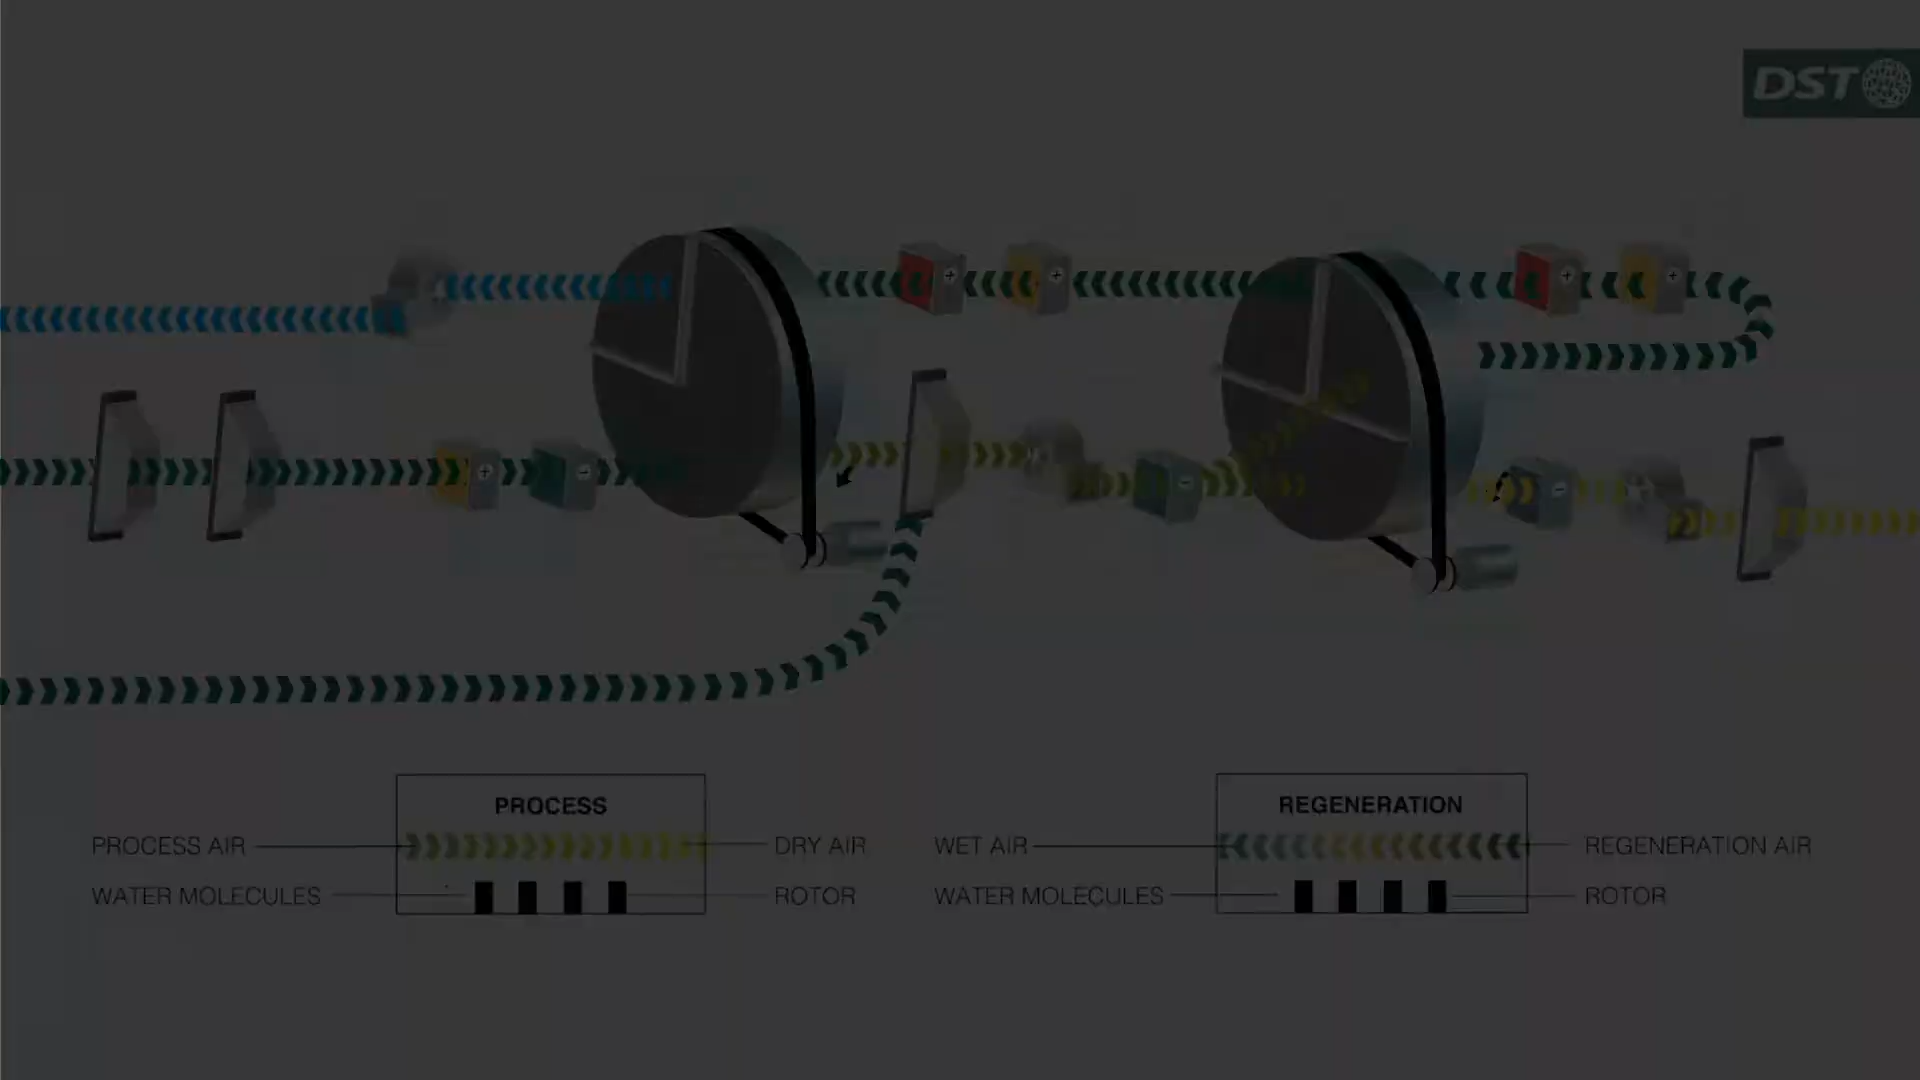 DST
PROCESS
PROCESS AIR
DRY AIR
WATER MOLECULES
ROTOR
REGENERATION
WET AIR
REGENERATION AIR
WATER MOLECULES
ROTOR